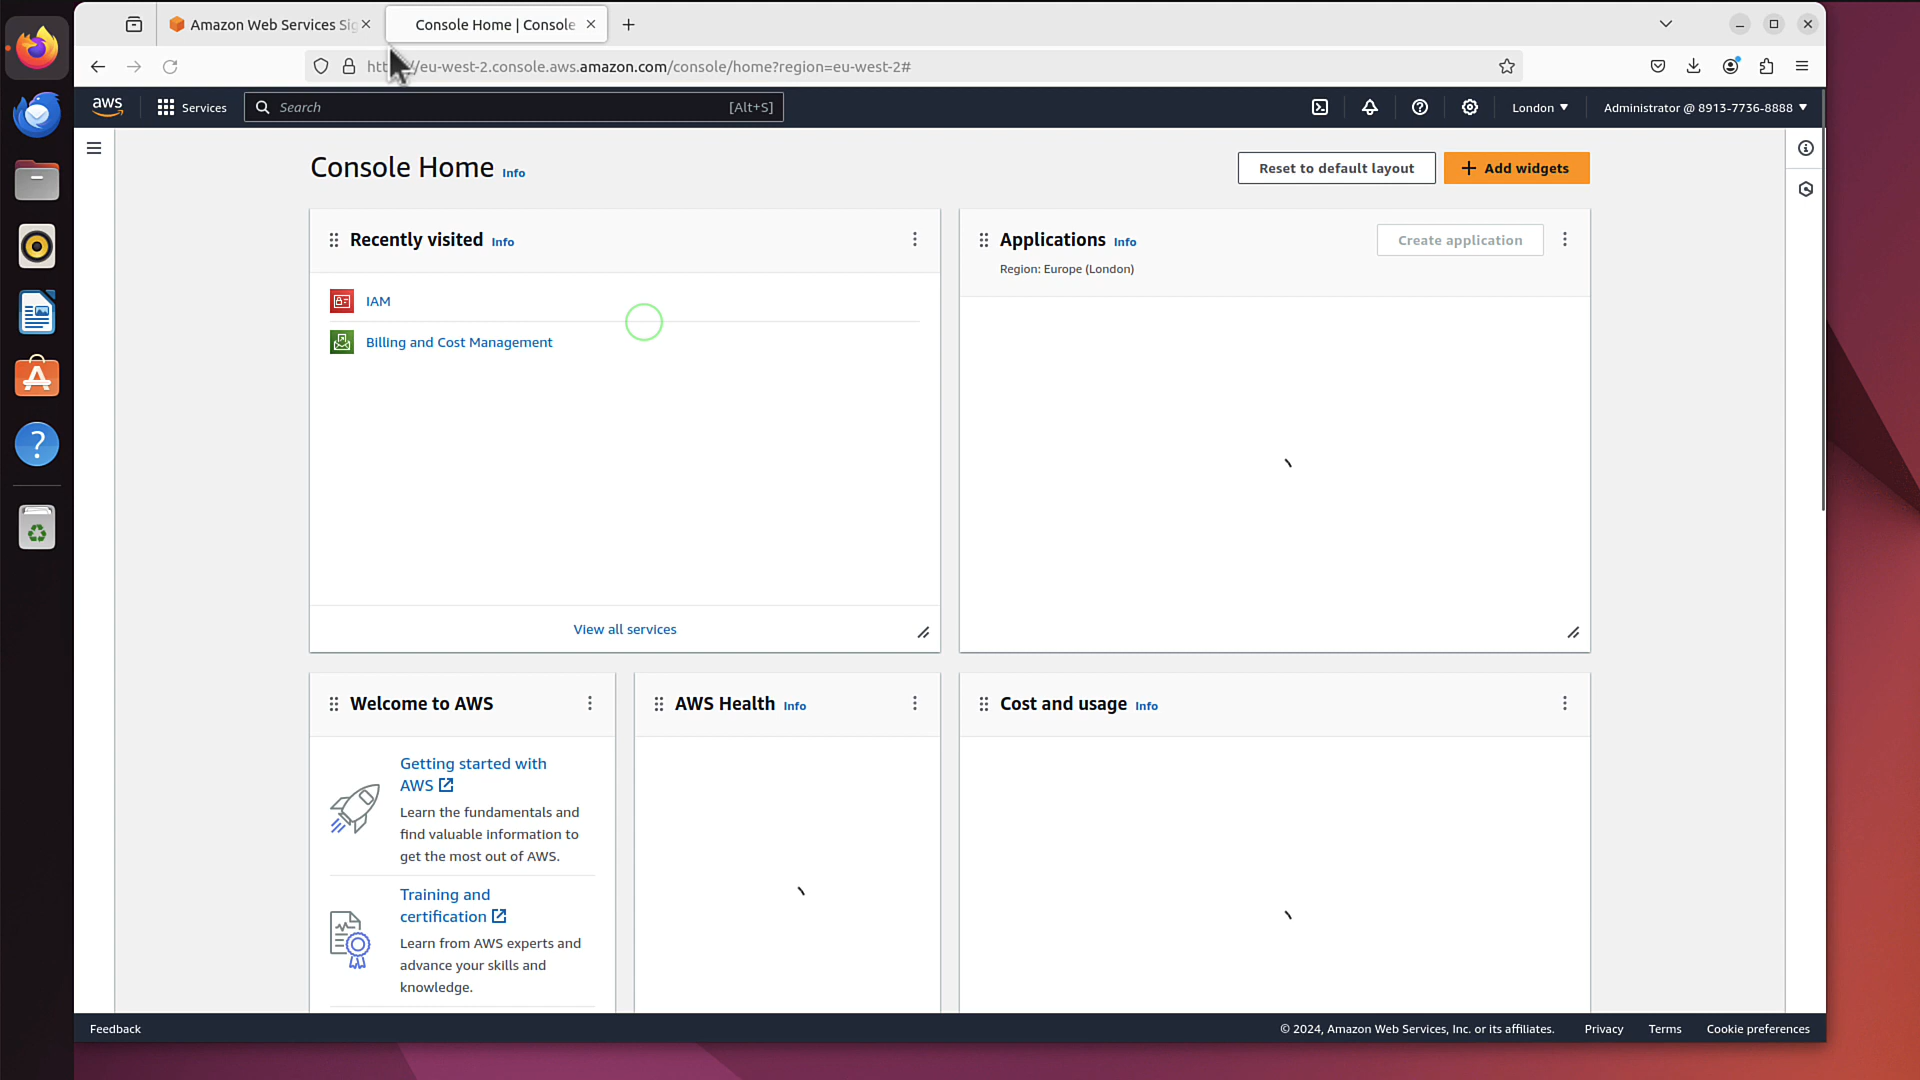 Amazon Web Services Sig
Console Home | Console
/eu-west-2.console.aws.amazon.com/console/home?region=eu-west-2#
aws
Services
Search
[Alt+S]
London
Administrator @ 8913-7736-8888
Console Home Info
Reset to default layout
Add widgets
Recently visited Info
IAM
Billing and Cost Management
View all services
Applications Info
Region: Europe (London)
Create application
Welcome to AWS
Getting started with
AWS
Learn the fundamentals and
find valuable information to
get the most out of AWS.
Training and
certification
Learn from AWS experts and
advance your skills and
knowledge.
AWS Health Info
Cost and usage Info
Feedback
© 2024, Amazon Web Services, Inc. or its affiliates.
Privacy
Terms
Cookie preferences